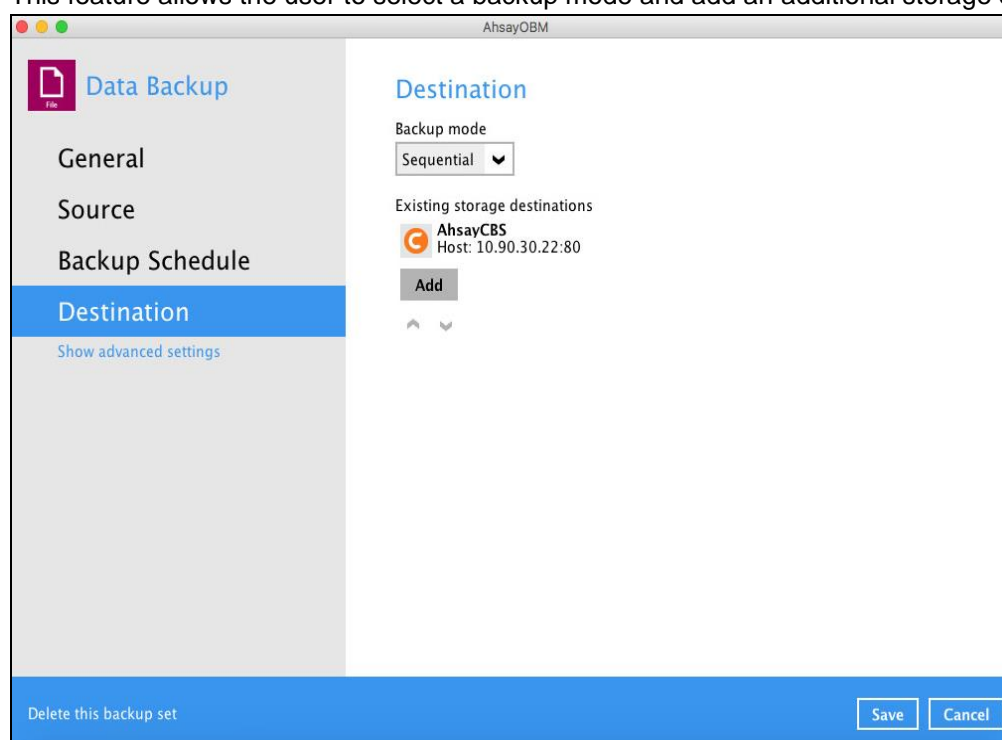 This feature allows the user to select a backup mode and add an additional storage
AhsayOBM
File
Data Backup
General
Source
Backup Schedule
Destination
Show advanced settings
Destination
Backup mode
Sequential
Existing storage destinations
C
AhsayCBS
Host: 10.90.30.22:80
Add
Delete this backup set
Save
Cancel